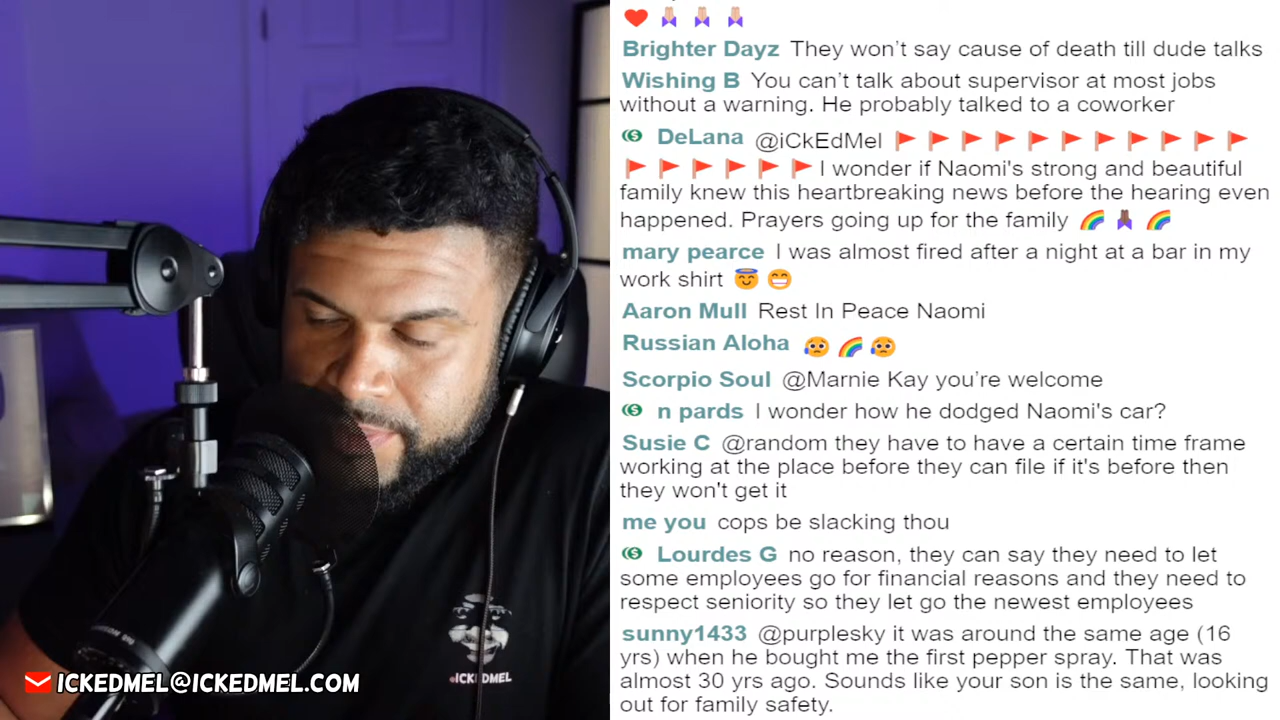 Brighter Dayz They won't say cause of death till dude talks
Wishing B You can't talk about supervisor at most jobs
without a warning. He probably talked to a coworker
DeLana @iCkEdMel 🚩🚩🚩🚩🚩🚩🚩🚩🚩🚩🚩
🚩🚩🚩🚩🚩🚩 I wonder if Naomi's strong and beautiful
family knew this heartbreaking news before the hearing even
happened. Prayers going up for the family 🌈 🙏🏾 🌈
mary pearce I was almost fired after a night at a bar in my
work shirt 😇 😁
Aaron Mull Rest In Peace Naomi
Russian Aloha 😥 🌈 😥
Scorpio Soul @Marnie Kay you're welcome
n pards I wonder how he dodged Naomi's car?
Susie C @random they have to have a certain time frame
working at the place before they can file if it's before then
they won't get it
me you cops be slacking thou
Lourdes G no reason, they can say they need to let
some employees go for financial reasons and they need to
respect seniority so they let go the newest employees
sunny1433 @purplesky it was around the same age (16
yrs) when he bought me the first pepper spray. That was
almost 30 yrs ago. Sounds like your son is the same, looking
out for family safety.
.ICKEDMEL
ICKEDMEL@ICKEDMEL.COM